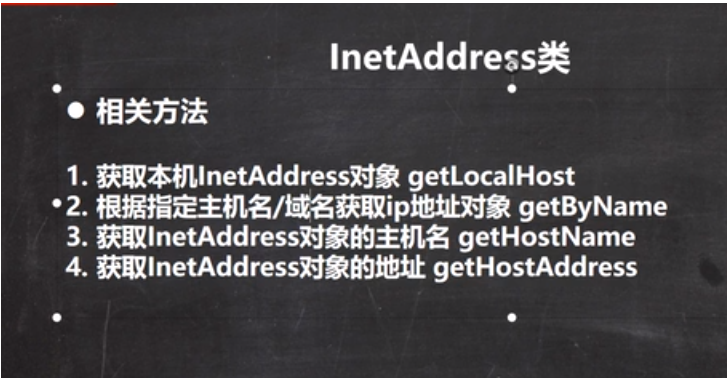 InetAddress类
● 相关方法
1. 获取本机InetAddress对象 getLocalHost
2. 根据指定主机名/域名获取ip地址对象 getByName
3. 获取InetAddress对象的主机名 getHostName
4. 获取InetAddress对象的地址 getHostAddress